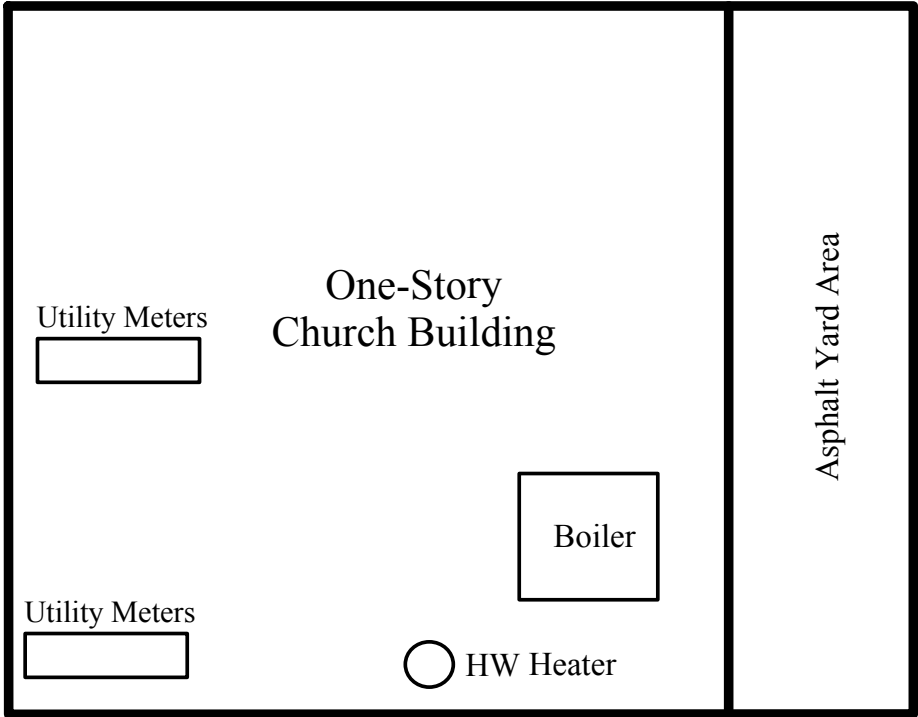 One-Story
Church Building
Utility Meters
Asphalt Yard Area
Boiler
Utility Meters
HW Heater